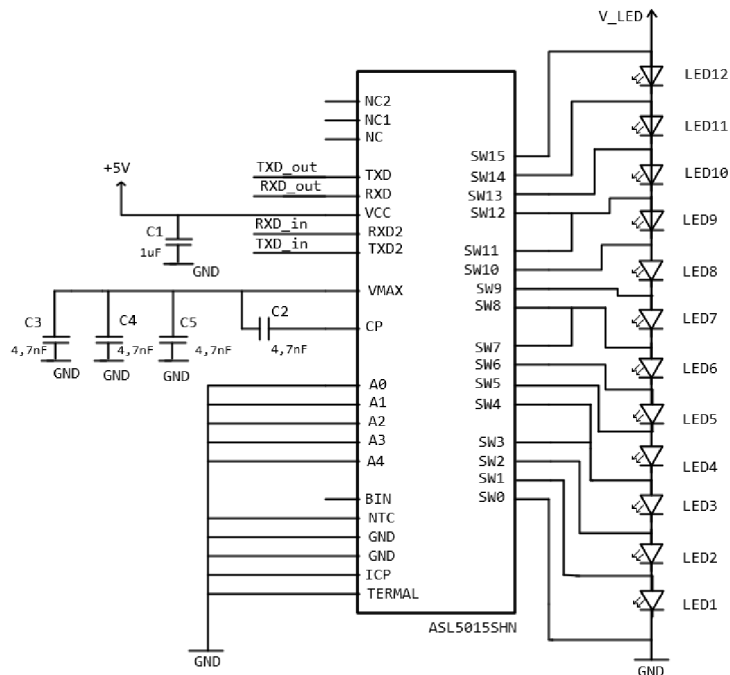 V_LED
LED12
LED11
LED10
LED9
LED8
LED7
LED6
LED5
LED4
LED3
LED2
LED1
GND
NC2
NC1
NC
TXD_out TXD
RXD_out RXD
+5V
VCC
RXD_in RXD2
TXD_in TXD2
C1
1uF
GND
VMAX
CP
C3
4,7nF
GND
C4
4,7nF
GND
C5
4,7nF
GND
C2
4,7nF
A0
A1
A2
A3
A4
BIN
NTC
GND
GND
ICP
TERMAL
GND
SW15
SW14
SW13
SW12
SW11
SW10
SW9
SW8
SW7
SW6
SW5
SW4
SW3
SW2
SW1
SW0
ASL5015SHN